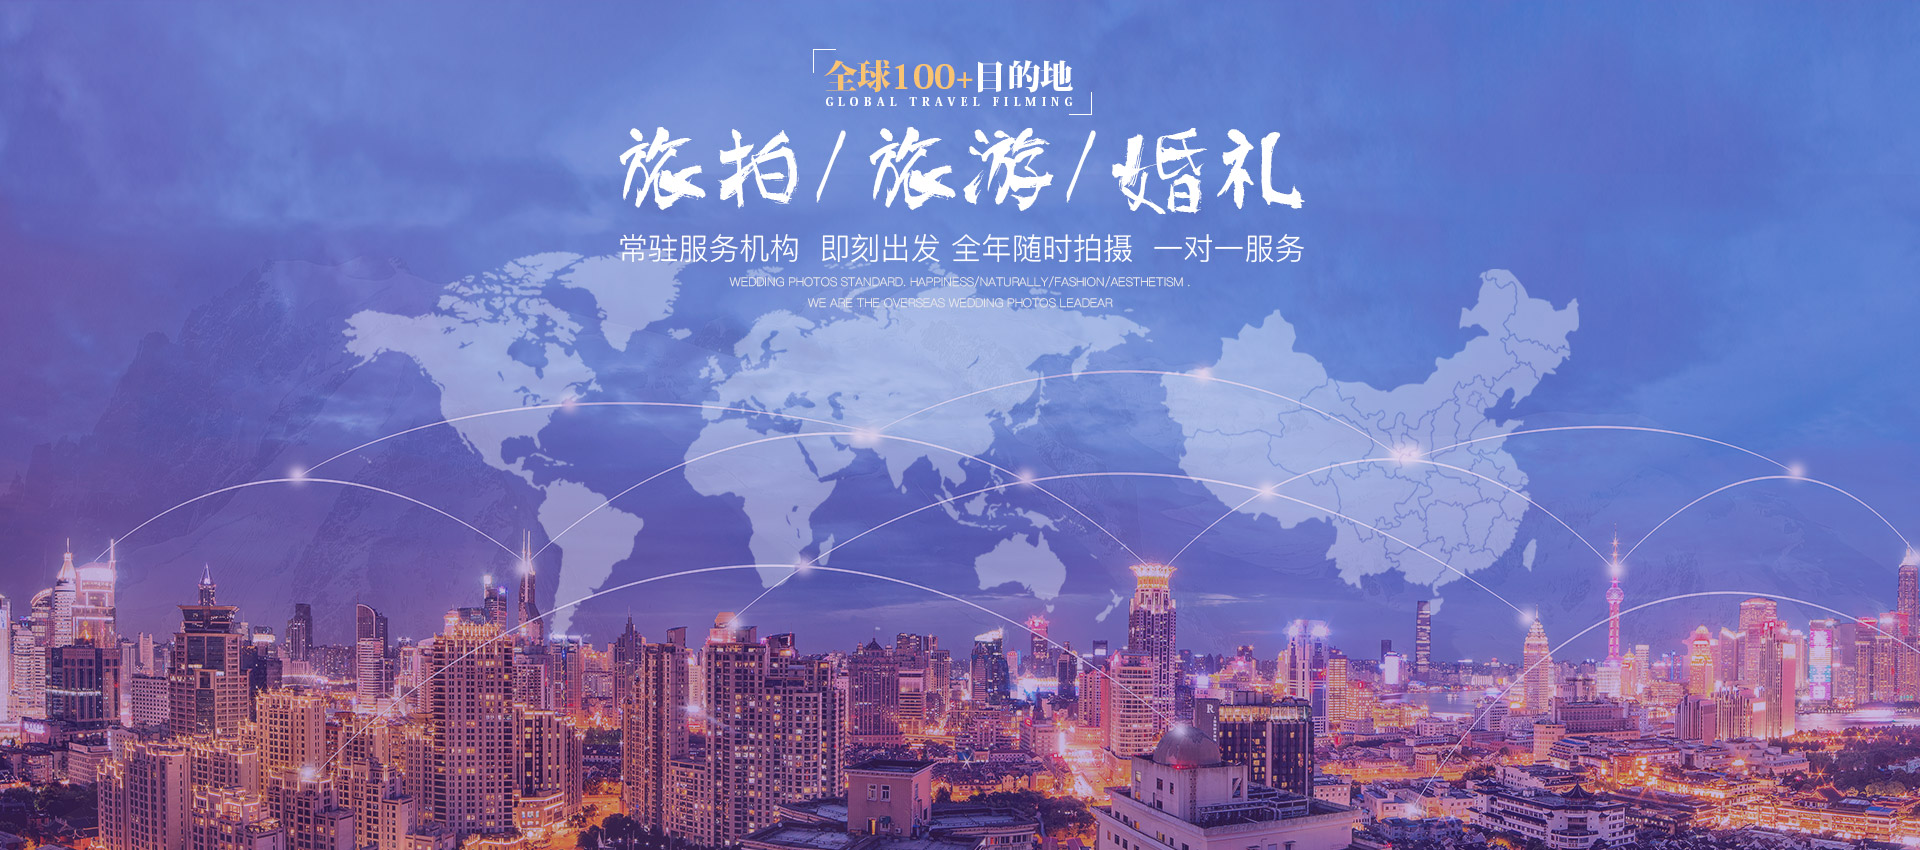 全球100+目的地
GLOBAL TRAVEL FILMING
旅拍/旅游/婚礼
常驻服务机构 即刻出发 全年随时拍摄 一对一服务
WEDDING PHOTOS STANDARD. HAPPINESS/NATURALLY/FASHION/AESTHETISM .
WE ARE THE OVERSEAS WEDDING PHOTOS LEADEAR
R